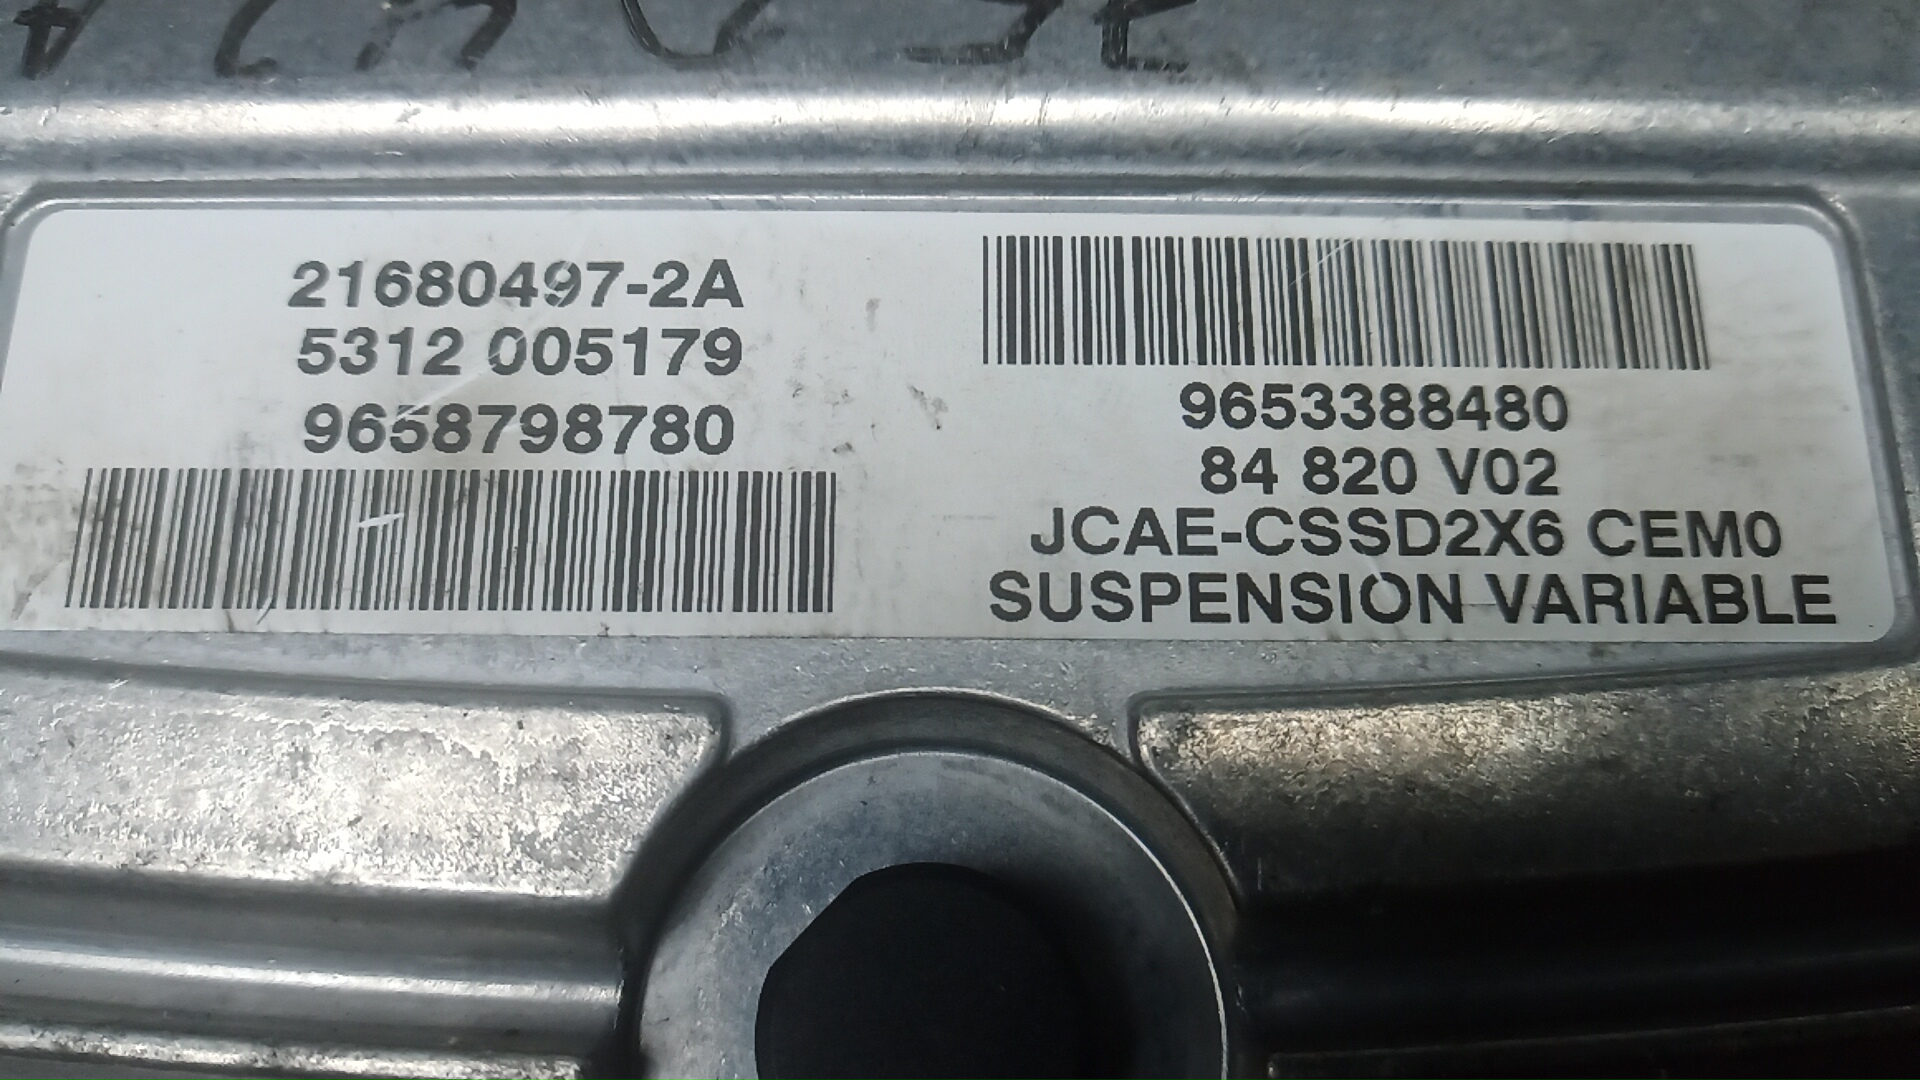 21680497-2A
5312 005179
9658798780
9653388480
84 820 V02
JCAE-CSSD2X6 CEM0
SUSPENSION VARIABLE